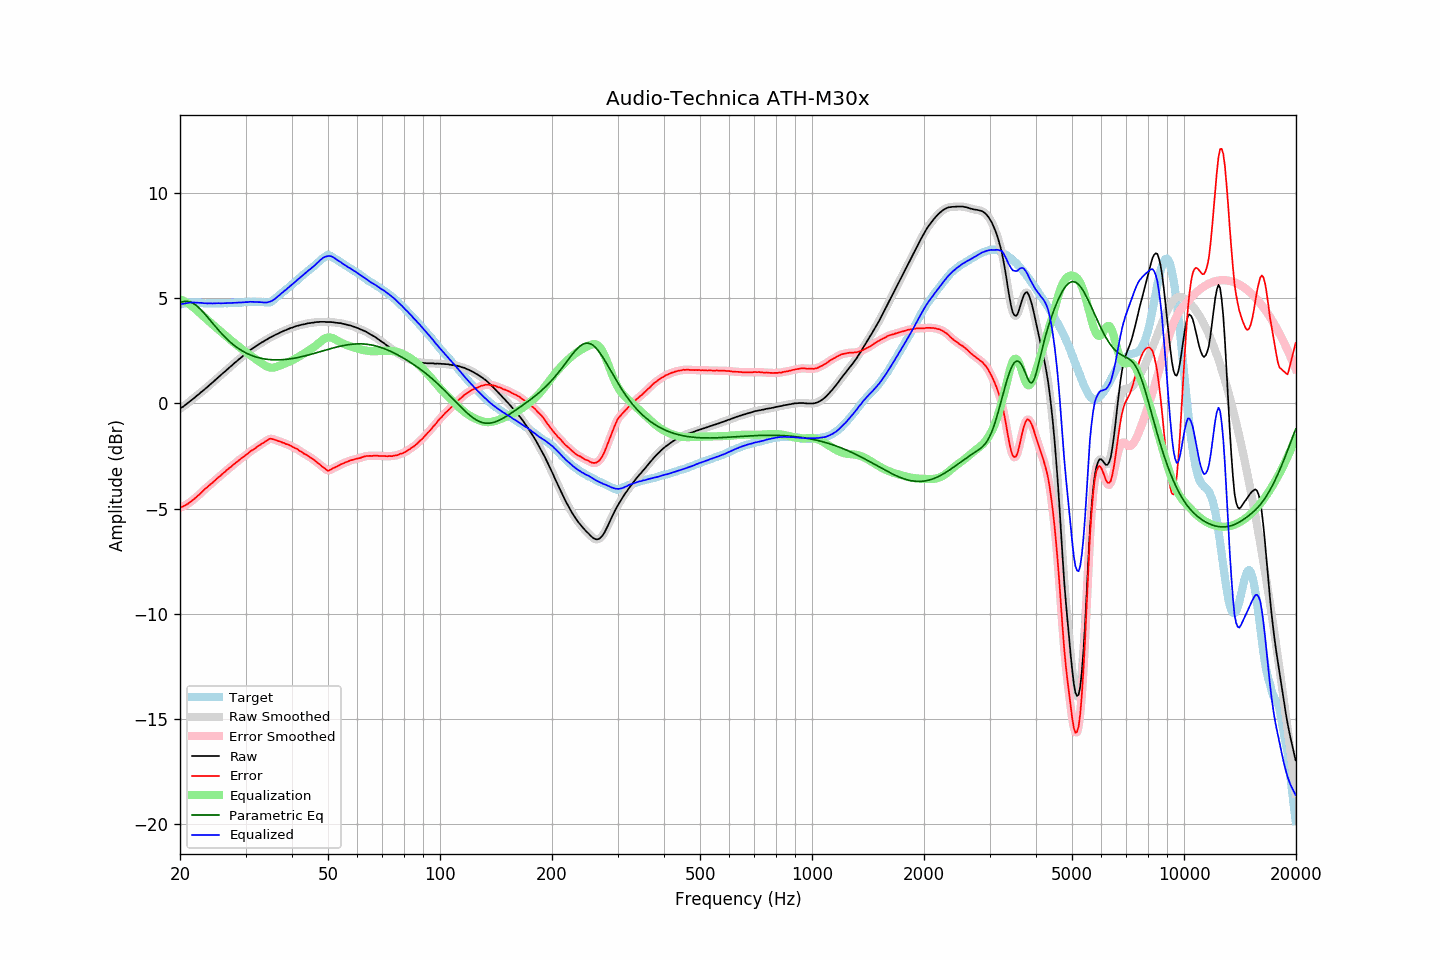 Audio-Technica ATH-M30x
Amplitude (dBr)
10
5
0
−5
−10
−15
−20
Target
Raw Smoothed
Error Smoothed
Raw
Error
Equalization
Parametric Eq
Equalized
20 50 100 200 500 1000 2000 5000 10000 20000
Frequency (Hz)